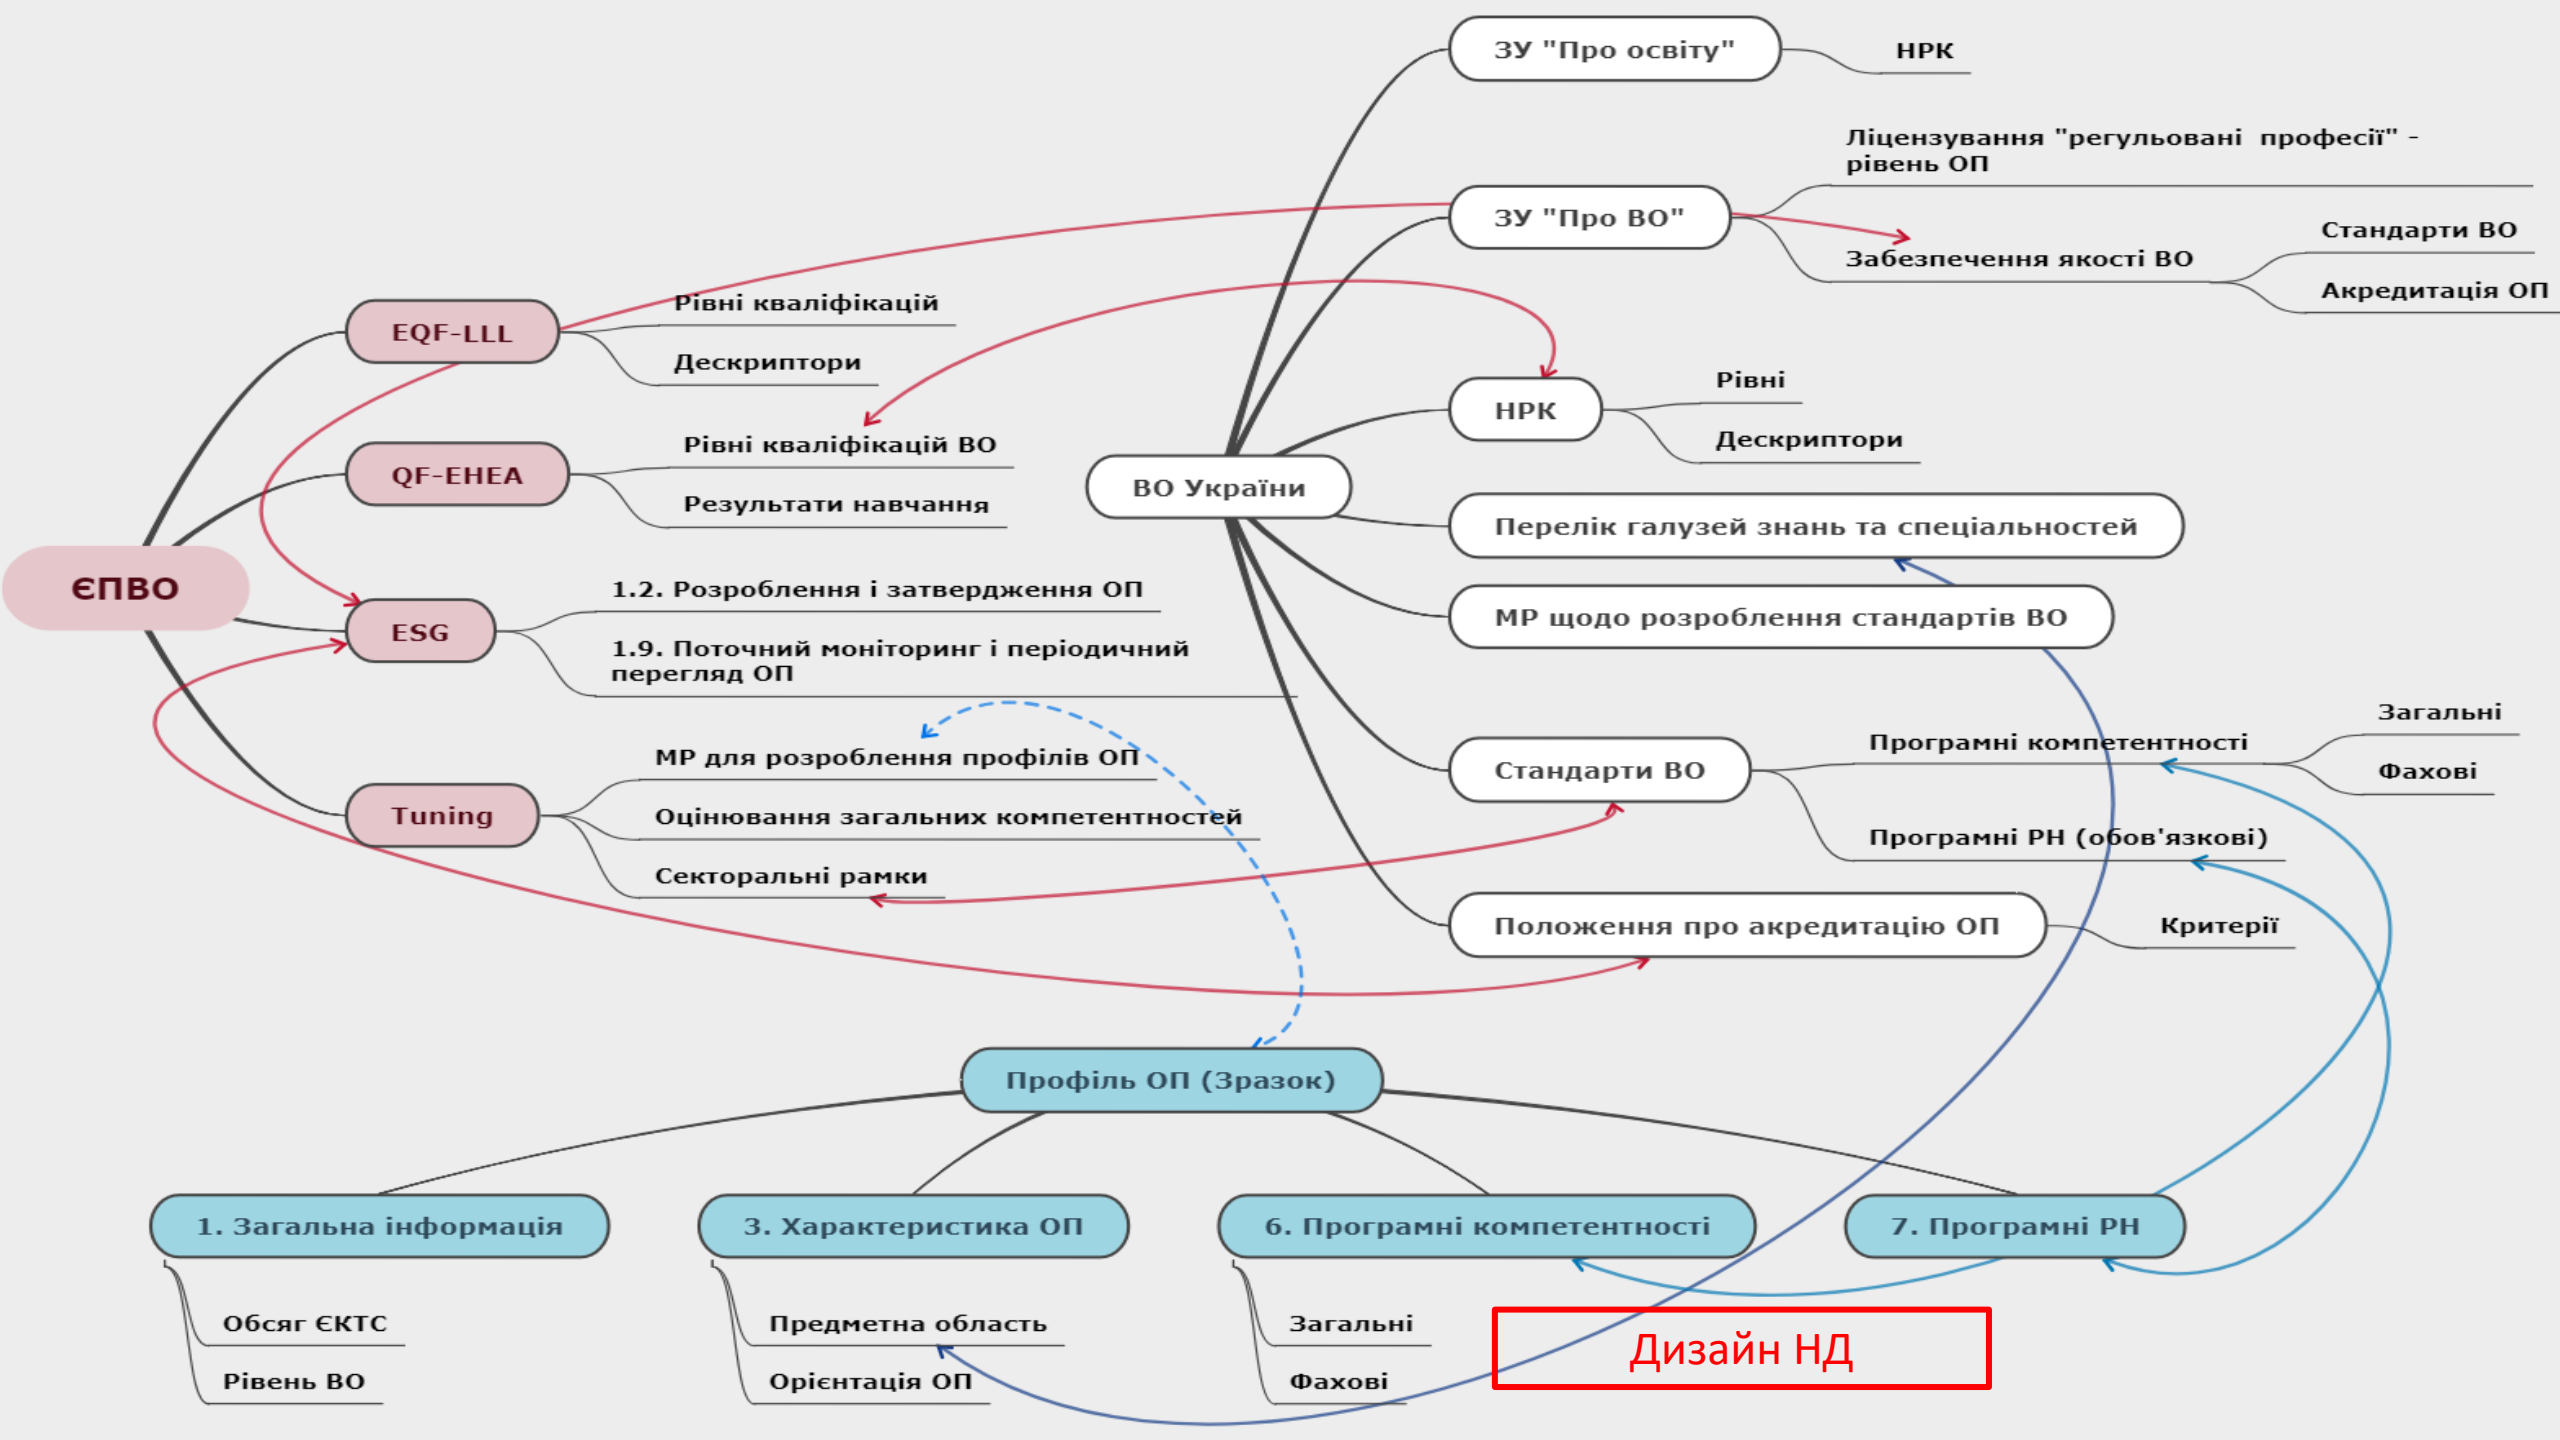 ЄПВО
EQF-LLL
Рівні кваліфікацій
Дескриптори
QF-EHEA
Рівні кваліфікацій ВО
Результати навчання
ESG
1.2. Розроблення і затвердження ОП
1.9. Поточний моніторинг і періодичний
перегляд ОП
Tuning
МР для розроблення профілів ОП
Оцінювання загальних компетентностей
Секторальні рамки
ВО України
ЗУ "Про освіту"
НРК
ЗУ "Про ВО"
Ліцензування "регульовані  професії" -
рівень ОП
Забезпечення якості ВО
Стандарти ВО
Акредитація ОП
НРК
Рівні
Дескриптори
Перелік галузей знань та спеціальностей
МР щодо розроблення стандартів ВО
Стандарти ВО
Програмні компетентності
Загальні
Фахові
Програмні РН (обов'язкові)
Положення про акредитацію ОП
Критерії
Профіль ОП (Зразок)
1. Загальна інформація
Обсяг ЄКТС
Рівень ВО
3. Характеристика ОП
Предметна область
Орієнтація ОП
6. Програмні компетентності
Загальні
Фахові
7. Програмні РН
Дизайн НД